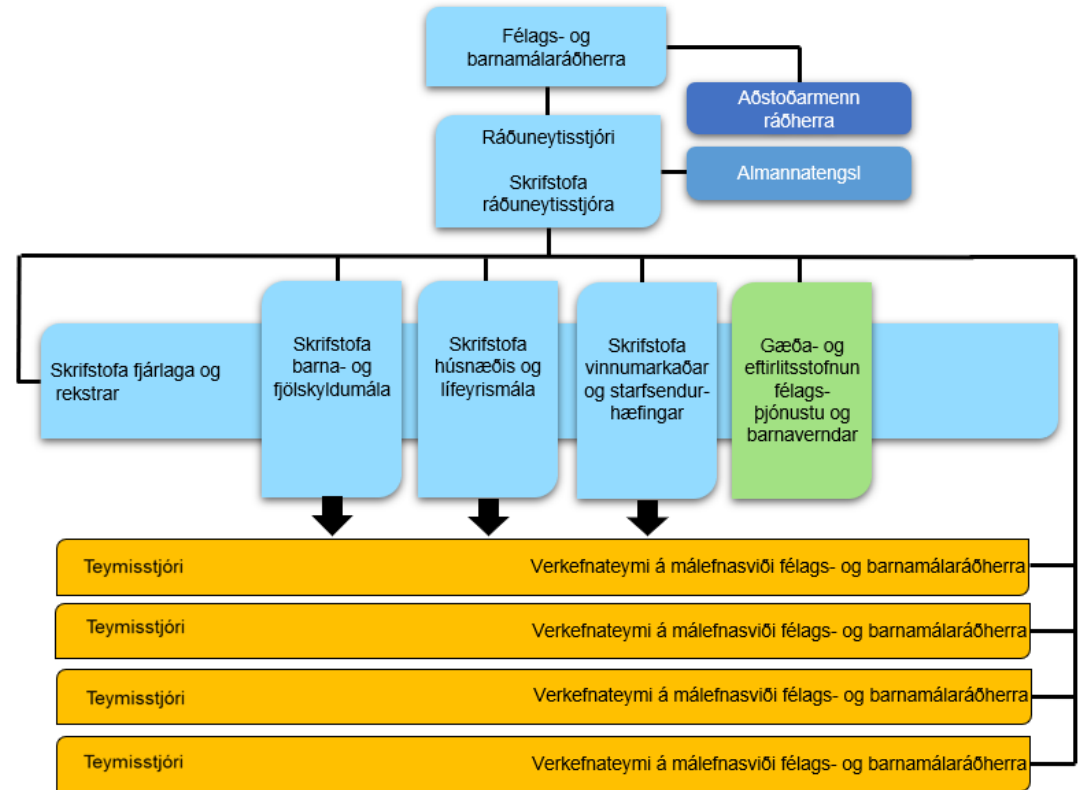 Félags- og
barnamálaráðherra
Aðstoðarmenn
ráðherra
Ráðuneytisstjóri
Skrifstofa
ráðuneytisstjóra
Almannatengsl
Skrifstofa fjárlaga og
rekstrar
Skrifstofa
barna- og
fjölskyldumála
Skrifstofa
húsnæðis og
lífeyrismála
Skrifstofa
vinnumarkaðar
og starfsendur-
hæfingar
Gæða- og
eftirlitsstofnun
félags-
þjónustu og
barnaverndar
Teymisstjóri Verkefnateymi á málefnasviði félags- og barnamálaráðherra
Teymisstjóri Verkefnateymi á málefnasviði félags- og barnamálaráðherra
Teymisstjóri Verkefnateymi á málefnasviði félags- og barnamálaráðherra
Teymisstjóri Verkefnateymi á málefnasviði félags- og barnamálaráðherra